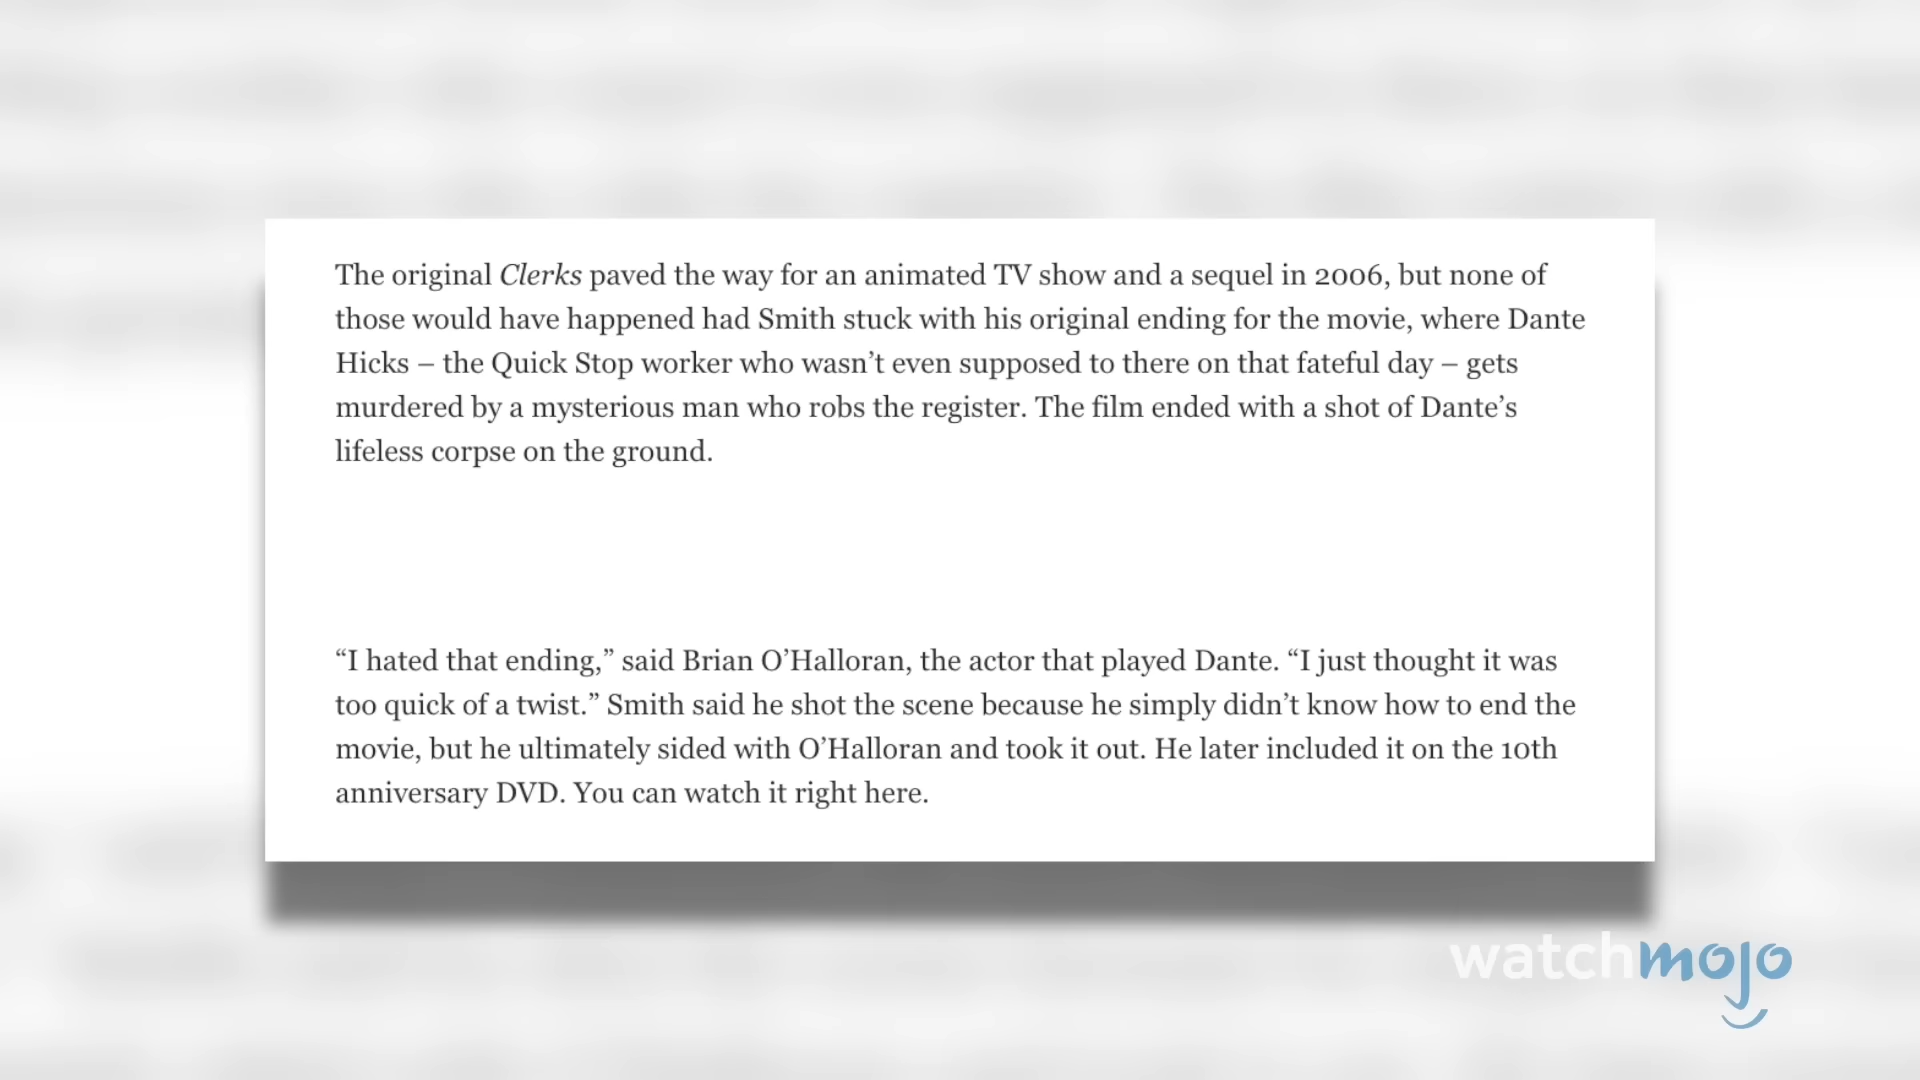 The original Clerks paved the way for an animated TV show and a sequel in 2006, but none of
those would have happened had Smith stuck with his original ending for the movie, where Dante
Hicks – the Quick Stop worker who wasn’t even supposed to there on that fateful day – gets
murdered by a mysterious man who robs the register. The film ended with a shot of Dante’s
lifeless corpse on the ground.
“I hated that ending,” said Brian O’Halloran, the actor that played Dante. “I just thought it was
too quick of a twist.” Smith said he shot the scene because he simply didn’t know how to end the
movie, but he ultimately sided with O’Halloran and took it out. He later included it on the 10th
anniversary DVD. You can watch it right here.
watchmojo